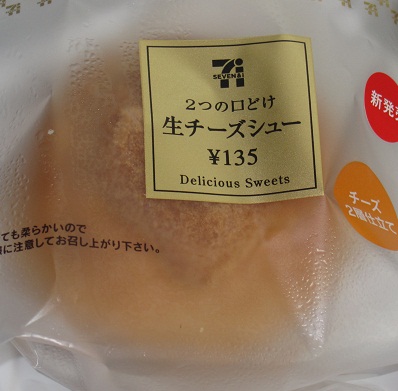 SEVEN&i
2つの口どけ
生チーズシュー
¥135
Delicious Sweets
新発売
チーズ
2層仕立て
ても柔らかいので
に注意してお召し上がり下さい。